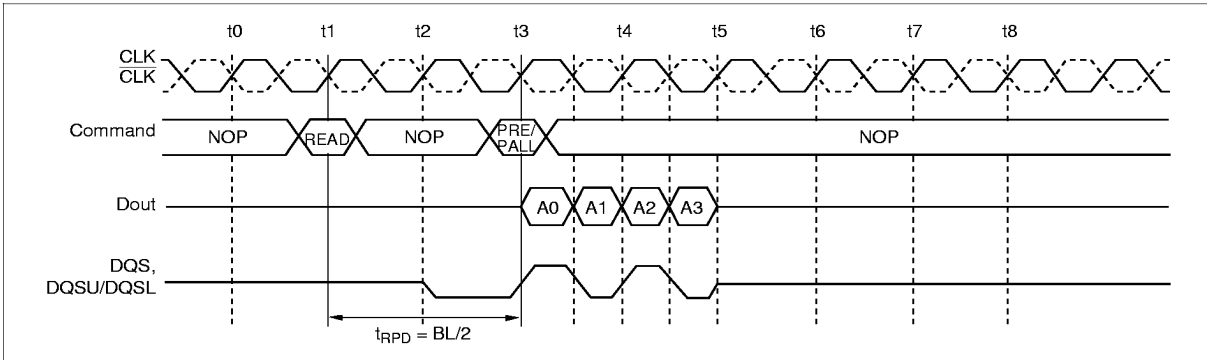 t0 t1 t2 t3 t4 t5 t6 t7 t8
CLK
CLK
Command NOP READ NOP PRE/PALL NOP
Dout A0 A1 A2 A3
DQS,
DQSU/DQSL
tRPD = BL/2